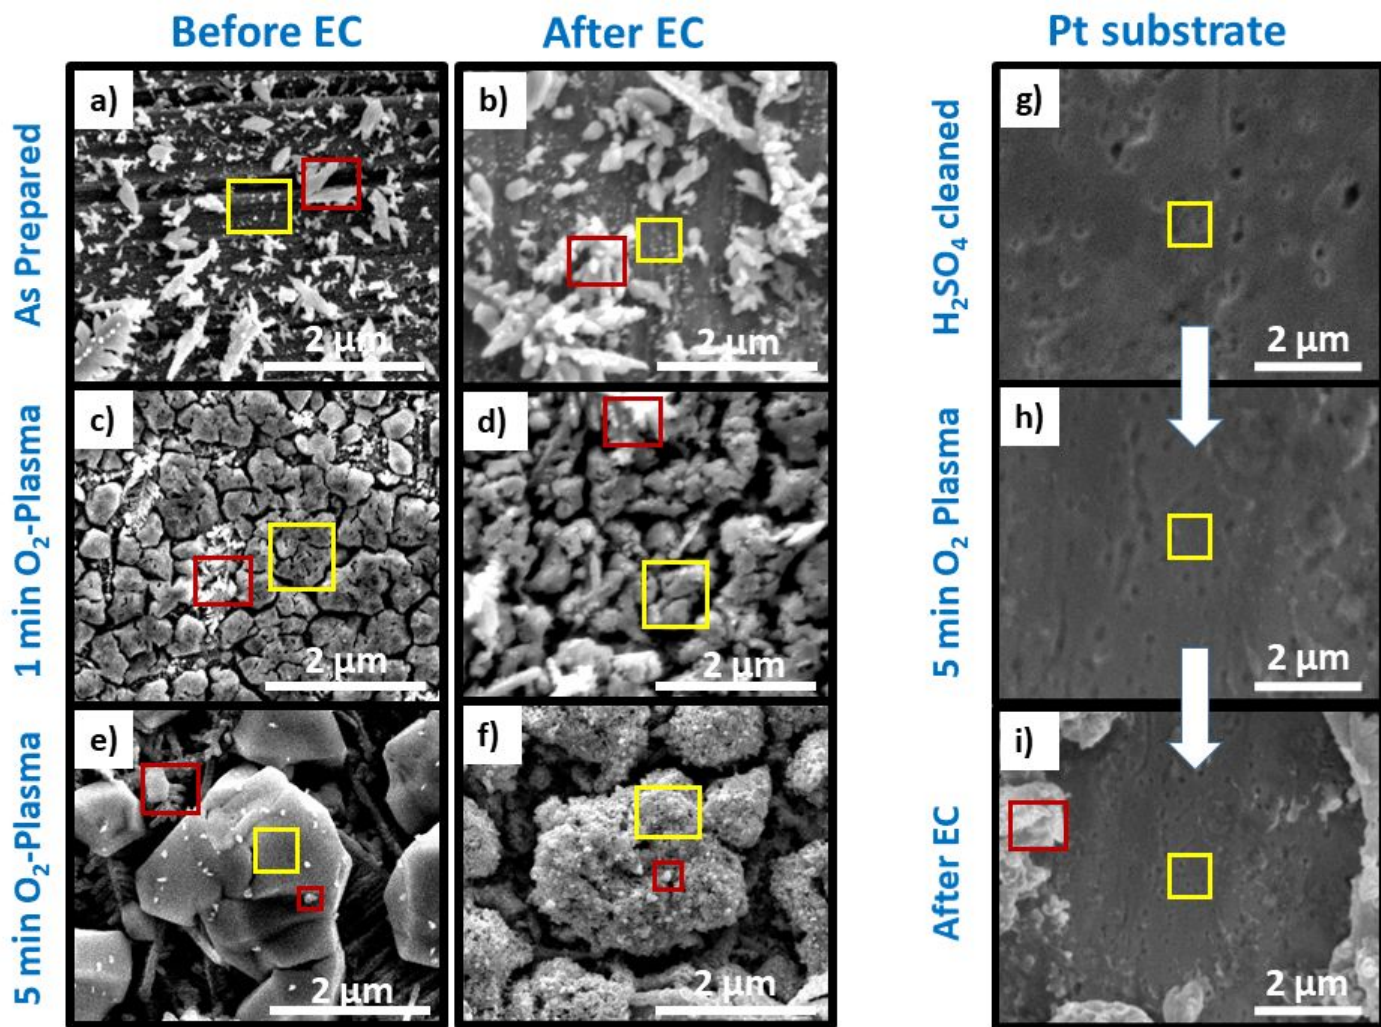 Before EC
After EC
Pt substrate
As Prepared
a)
2 µm
b)
2 µm
H₂SO₄ cleaned
g)
2 µm
1 min O₂-Plasma
c)
2 µm
d)
2 µm
5 min O₂ Plasma
h)
2 µm
5 min O₂-Plasma
e)
2 µm
f)
2 µm
After EC
i)
2 µm